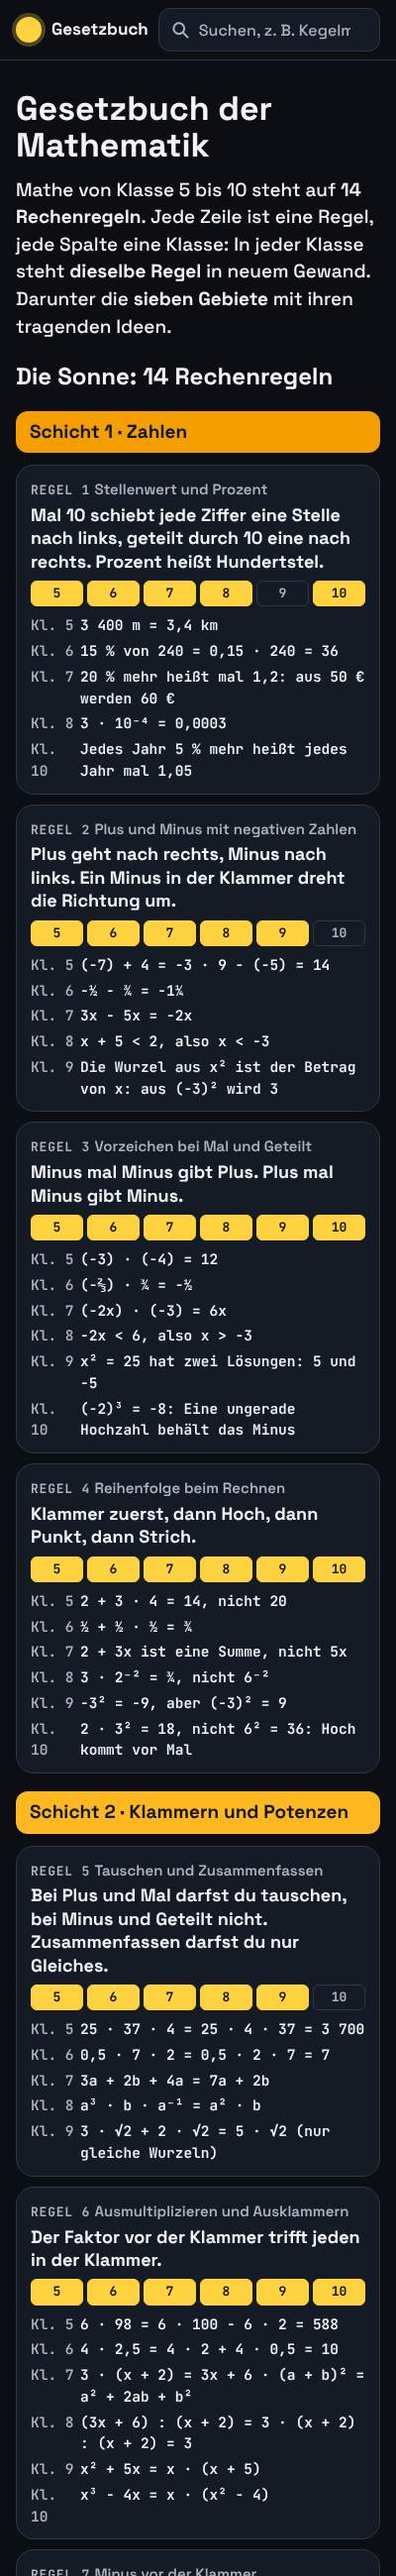 Gesetzbuch
Suchen, z. B. Kegelm
Gesetzbuch der
Mathematik
Mathe von Klasse 5 bis 10 steht auf 14
Rechenregeln. Jede Zeile ist eine Regel,
jede Spalte eine Klasse: In jeder Klasse
steht dieselbe Regel in neuem Gewand.
Darunter die sieben Gebiete mit ihren
tragenden Ideen.
Die Sonne: 14 Rechenregeln
Schicht 1 · Zahlen
REGEL 1 Stellenwert und Prozent
Mal 10 schiebt jede Ziffer eine Stelle
nach links, geteilt durch 10 eine nach
rechts. Prozent heißt Hundertstel.
5 6 7 8 9 10
Kl. 5 3 400 m = 3,4 km
Kl. 6 15 % von 240 = 0,15 · 240 = 36
Kl. 7 20 % mehr heißt mal 1,2: aus 50 €
werden 60 €
Kl. 8 3 · 10⁻⁴ = 0,0003
Kl. 10 Jedes Jahr 5 % mehr heißt jedes
Jahr mal 1,05
REGEL 2 Plus und Minus mit negativen Zahlen
Plus geht nach rechts, Minus nach
links. Ein Minus in der Klammer dreht
die Richtung um.
5 6 7 8 9 10
Kl. 5 (-7) + 4 = -3 · 9 - (-5) = 14
Kl. 6 -½ - ¾ = -1¼
Kl. 7 3x - 5x = -2x
Kl. 8 x + 5 < 2, also x < -3
Kl. 9 Die Wurzel aus x² ist der Betrag
von x: aus (-3)² wird 3
REGEL 3 Vorzeichen bei Mal und Geteilt
Minus mal Minus gibt Plus. Plus mal
Minus gibt Minus.
5 6 7 8 9 10
Kl. 5 (-3) · (-4) = 12
Kl. 6 (-⅔) · ¾ = -½
Kl. 7 (-2x) · (-3) = 6x
Kl. 8 -2x < 6, also x > -3
Kl. 9 x² = 25 hat zwei Lösungen: 5 und
-5
Kl. 10 (-2)³ = -8: Eine ungerade
Hochzahl behält das Minus
REGEL 4 Reihenfolge beim Rechnen
Klammer zuerst, dann Hoch, dann
Punkt, dann Strich.
5 6 7 8 9 10
Kl. 5 2 + 3 · 4 = 14, nicht 20
Kl. 6 ½ + ½ · ½ = ¾
Kl. 7 2 + 3x ist eine Summe, nicht 5x
Kl. 8 3 · 2⁻² = ¾, nicht 6⁻²
Kl. 9 -3² = -9, aber (-3)² = 9
Kl. 10 2 · 3² = 18, nicht 6² = 36: Hoch
kommt vor Mal
Schicht 2 · Klammern und Potenzen
REGEL 5 Tauschen und Zusammenfassen
Bei Plus und Mal darfst du tauschen,
bei Minus und Geteilt nicht.
Zusammenfassen darfst du nur
Gleiches.
5 6 7 8 9 10
Kl. 5 25 · 37 · 4 = 25 · 4 · 37 = 3 700
Kl. 6 0,5 · 7 · 2 = 0,5 · 2 · 7 = 7
Kl. 7 3a + 2b + 4a = 7a + 2b
Kl. 8 a³ · b · a⁻¹ = a² · b
Kl. 9 3 · √2 + 2 · √2 = 5 · √2 (nur
gleiche Wurzeln)
REGEL 6 Ausmultiplizieren und Ausklammern
Der Faktor vor der Klammer trifft jeden
in der Klammer.
5 6 7 8 9 10
Kl. 5 6 · 98 = 6 · 100 - 6 · 2 = 588
Kl. 6 4 · 2,5 = 4 · 2 + 4 · 0,5 = 10
Kl. 7 3 · (x + 2) = 3x + 6 · (a + b)² =
a² + 2ab + b²
Kl. 8 (3x + 6) : (x + 2) = 3 · (x + 2)
: (x + 2) = 3
Kl. 9 x² + 5x = x · (x + 5)
Kl. 10 x³ - 4x = x · (x² - 4)
REGEL 7 Minus vor der Klammer